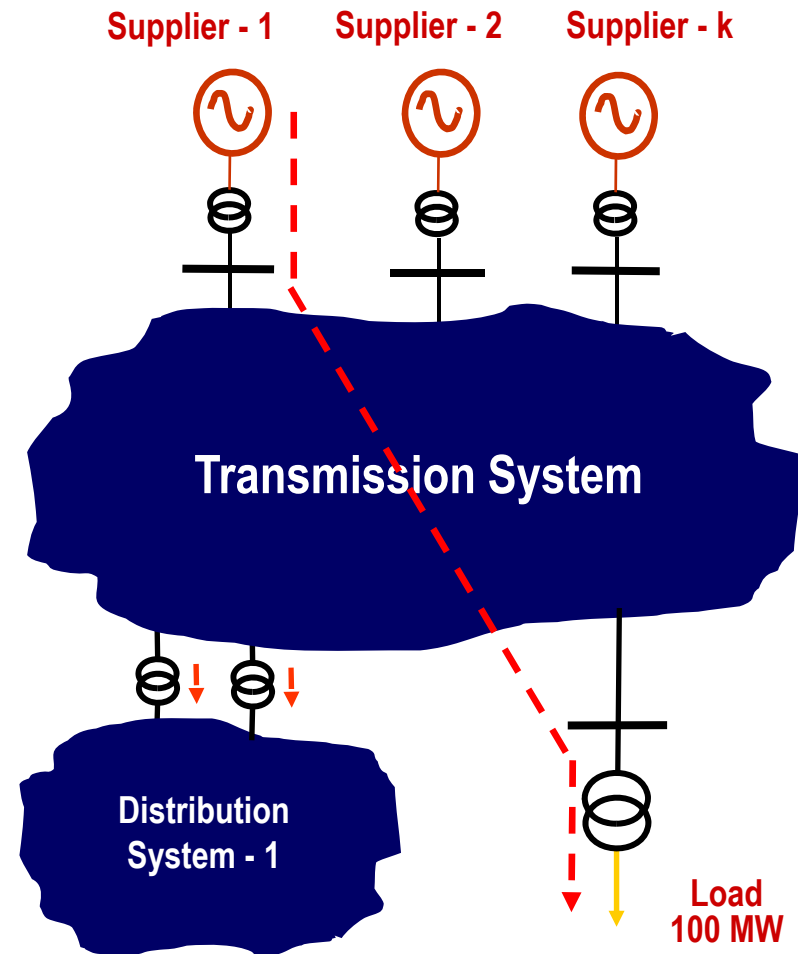 Supplier - 1
Supplier - 2
Supplier - k
Transmission System
Distribution
System - 1
Load
100 MW